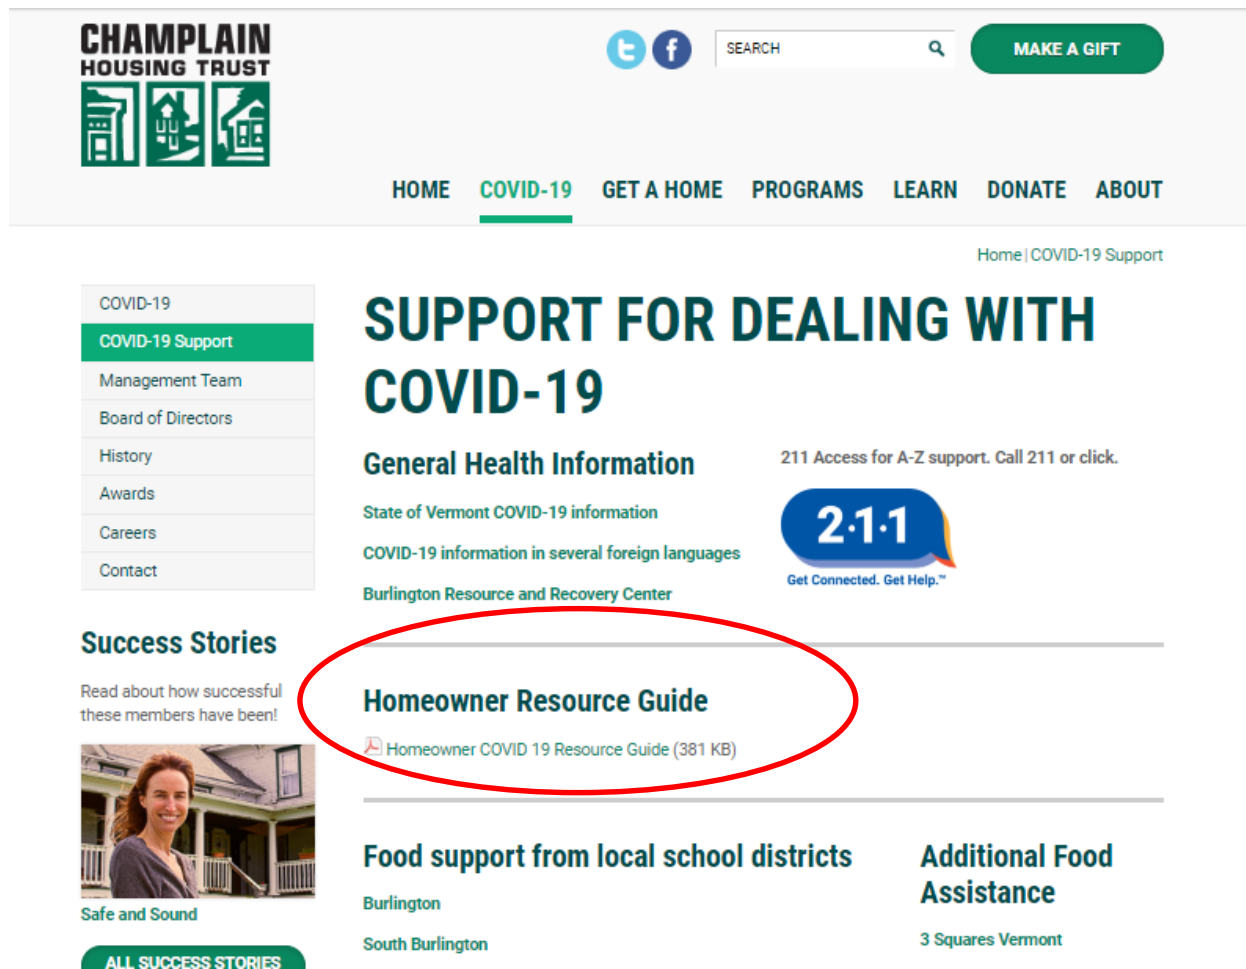 CHAMPLAIN
HOUSING TRUST
SEARCH
MAKE A GIFT
HOME COVID-19 GET A HOME PROGRAMS LEARN DONATE ABOUT
Home | COVID-19 Support
COVID-19
COVID-19 Support
Management Team
Board of Directors
History
Awards
Careers
Contact
Success Stories
Read about how successful
these members have been!
Safe and Sound
ALL SUCCESS STORIES
SUPPORT FOR DEALING WITH
COVID-19
General Health Information
State of Vermont COVID-19 information
COVID-19 information in several foreign languages
Burlington Resource and Recovery Center
211 Access for A-Z support. Call 211 or click.
2·1·1
Get Connected. Get Help.™
Homeowner Resource Guide
Homeowner COVID 19 Resource Guide (381 KB)
Food support from local school districts
Burlington
South Burlington
Additional Food
Assistance
3 Squares Vermont